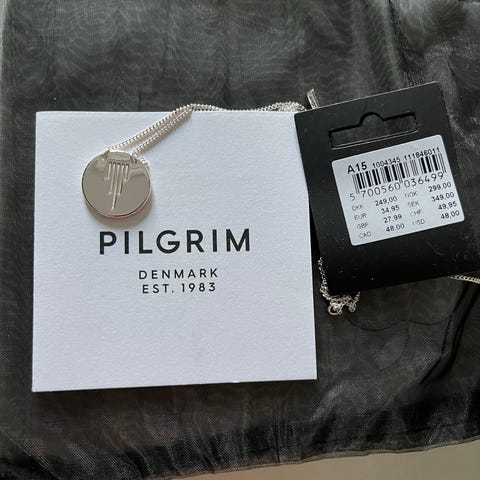 PILGRIM
DENMARK
EST. 1983
A15 1004345 111846011
5 700560 036499
DKK 249,00 NOK 299,00
EUR 34,95 SEK 349,00
GBP 27,99 CHF 49,95
CAD 48,00 USD 48,00